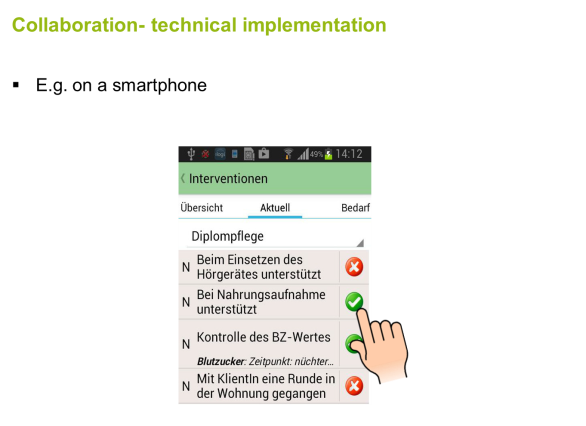 Collaboration- technical implementation
▪ E.g. on a smartphone
49% 14:12
Interventionen
Übersicht Aktuell Bedarf
Diplompflege
N Beim Einsetzen des
Hörgerätes unterstützt
N Bei Nahrungsaufnahme
unterstützt
N Kontrolle des BZ-Wertes
Blutzucker: Zeitpunkt: nüchter...
N Mit KlientIn eine Runde in
der Wohnung gegangen